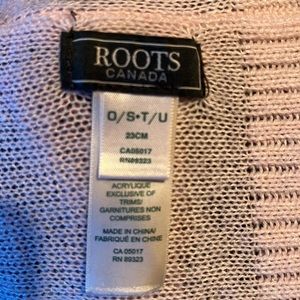 ROOTS
CANADA
O/S•T/U
23CM
CA05017
RN89323
ACRYLIQUE
EXCLUSIVE OF
TRIMS/
GARNITURES NON
COMPRISES
MADE IN CHINA/
FABRIQUÉ EN CHINE
CA 05017
RN 89323